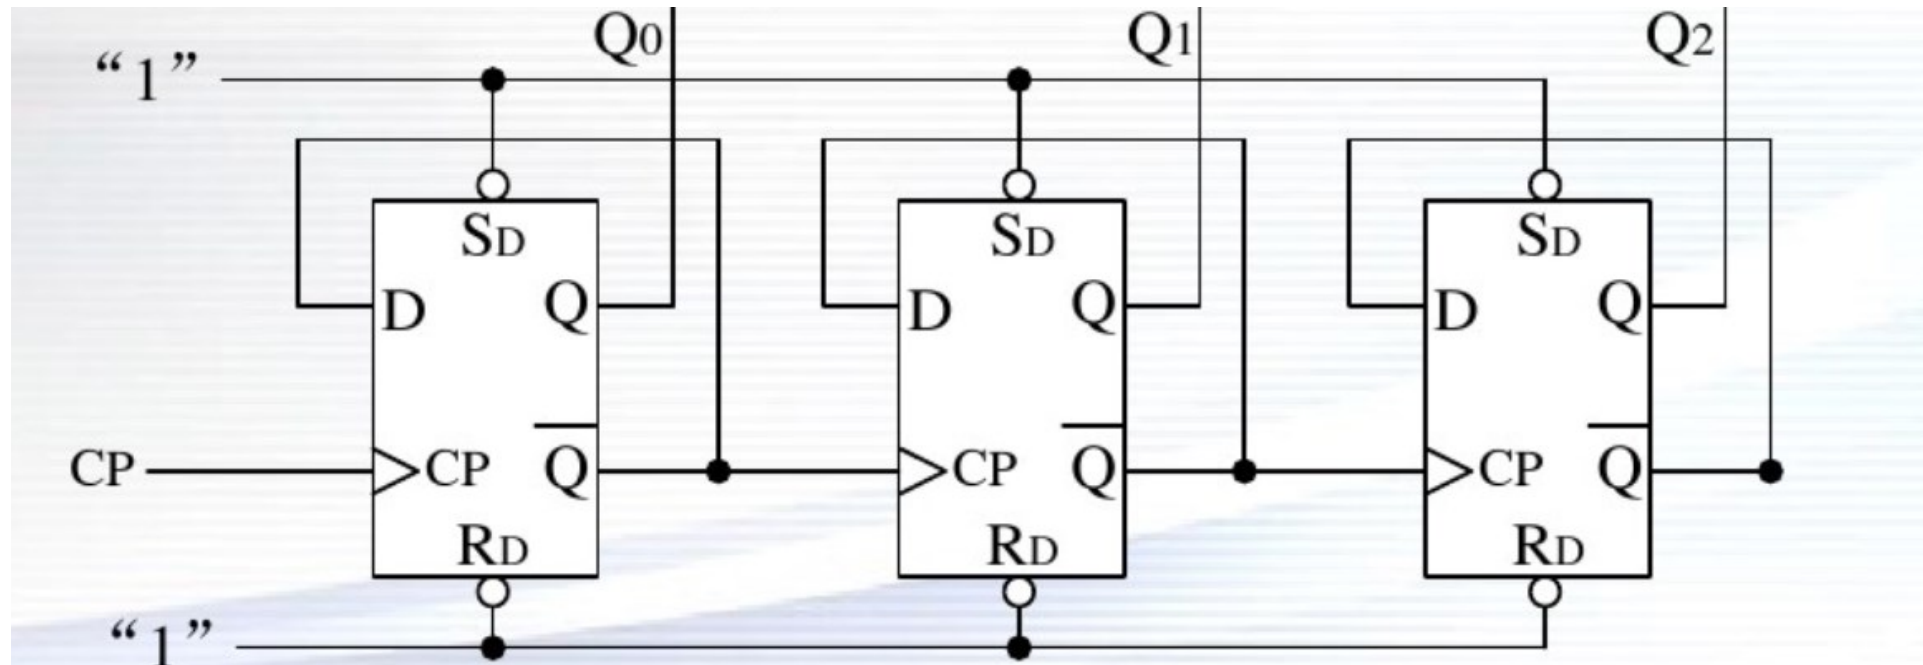 Q0 Q1 Q2
“1”
SD SD SD
D Q D Q D Q
CP CP Q CP Q CP Q
RD RD RD
“1”